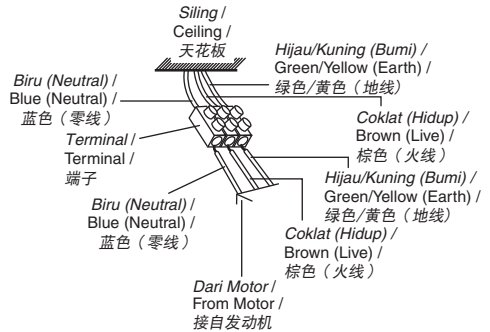 Siling /
Ceiling /
天花板
Hijau/Kuning (Bumi) /
Green/Yellow (Earth) /
绿色/黄色（地线）
Biru (Neutral) /
Blue (Neutral) /
蓝色（零线）
Coklat (Hidup) /
Brown (Live) /
棕色（火线）
Terminal /
Terminal /
端子
Hijau/Kuning (Bumi) /
Green/Yellow (Earth) /
绿色/黄色（地线）
Biru (Neutral) /
Blue (Neutral) /
蓝色（零线）
Coklat (Hidup) /
Brown (Live) /
棕色（火线）
Dari Motor /
From Motor /
接自发动机